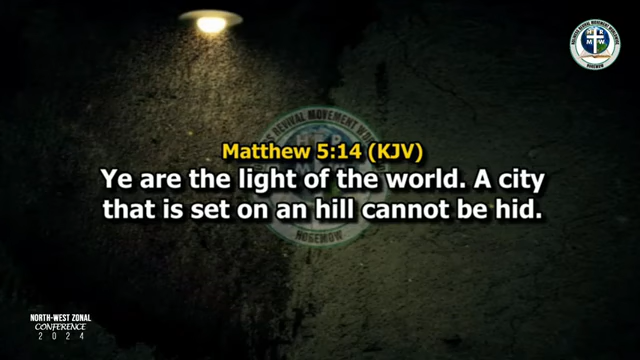 Matthew 5:14 (KJV)
Ye are the light of the world. A city
that is set on an hill cannot be hid.
NORTH-WEST ZONAL
CONFERENCE
2024